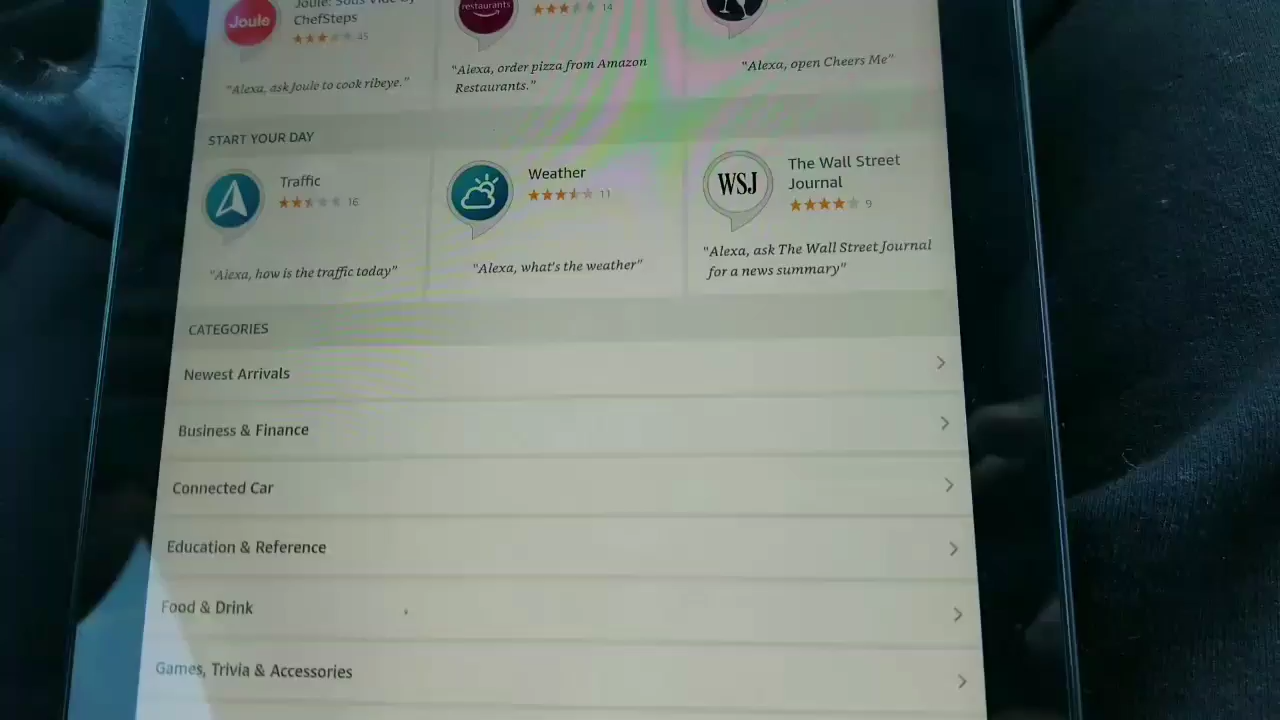 Joule: Sous Vide by
ChefSteps
Joule
45
"Alexa, ask Joule to cook ribeye."
restaurants
14
"Alexa, order pizza from Amazon
Restaurants."
"Alexa, open Cheers Me"
START YOUR DAY
Traffic
16
"Alexa, how is the traffic today"
Weather
11
"Alexa, what's the weather"
WSJ
The Wall Street
Journal
9
"Alexa, ask The Wall Street Journal
for a news summary"
CATEGORIES
Newest Arrivals
Business & Finance
Connected Car
Education & Reference
Food & Drink
Games, Trivia & Accessories